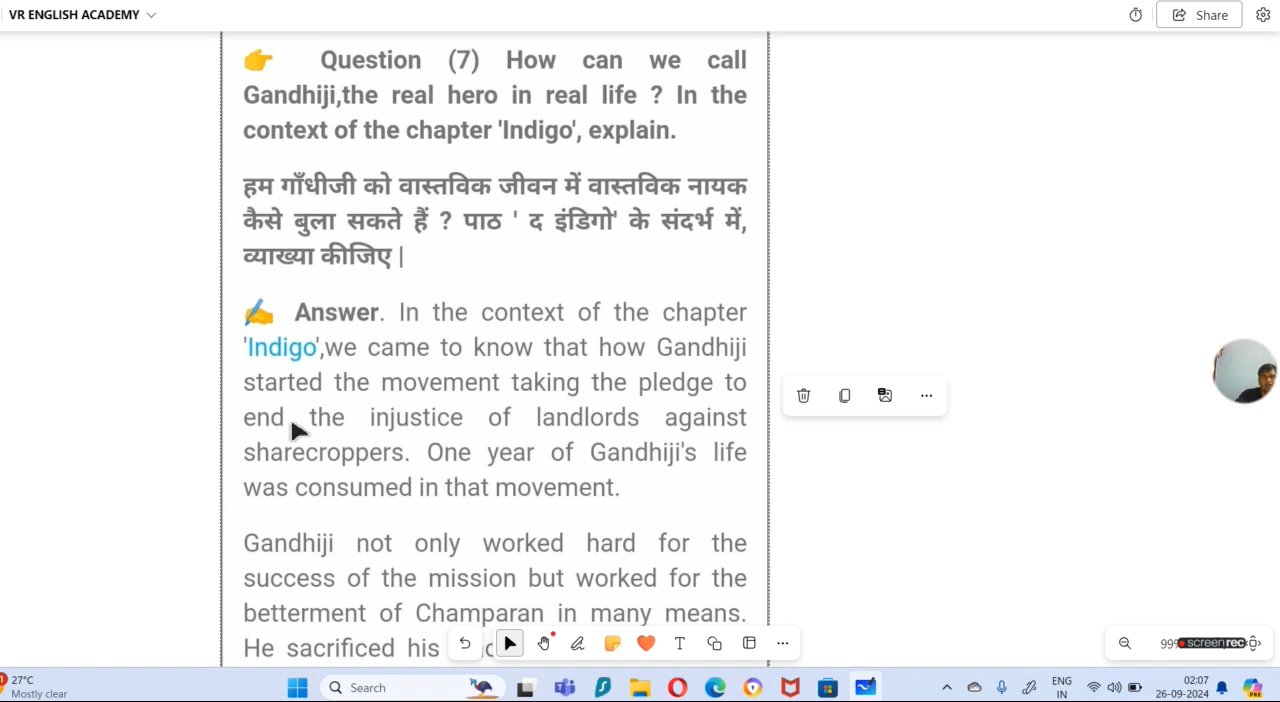 VR ENGLISH ACADEMY
Share
👉 Question (7) How can we call
Gandhiji,the real hero in real life ? In the
context of the chapter 'Indigo', explain.
हम गाँधीजी को वास्तविक जीवन में वास्तविक नायक
कैसे बुला सकते हैं ? पाठ ' द इंडिगो' के संदर्भ में,
व्याख्या कीजिए |
✍️ Answer. In the context of the chapter
'Indigo',we came to know that how Gandhiji
started the movement taking the pledge to
end the injustice of landlords against
sharecroppers. One year of Gandhiji's life
was consumed in that movement.
Gandhiji not only worked hard for the
success of the mission but worked for the
betterment of Champaran in many means.
He sacrificed his
99%
screenrec
1
27°C
Mostly clear
Search
ENG
IN
02:07
26-09-2024
PRE